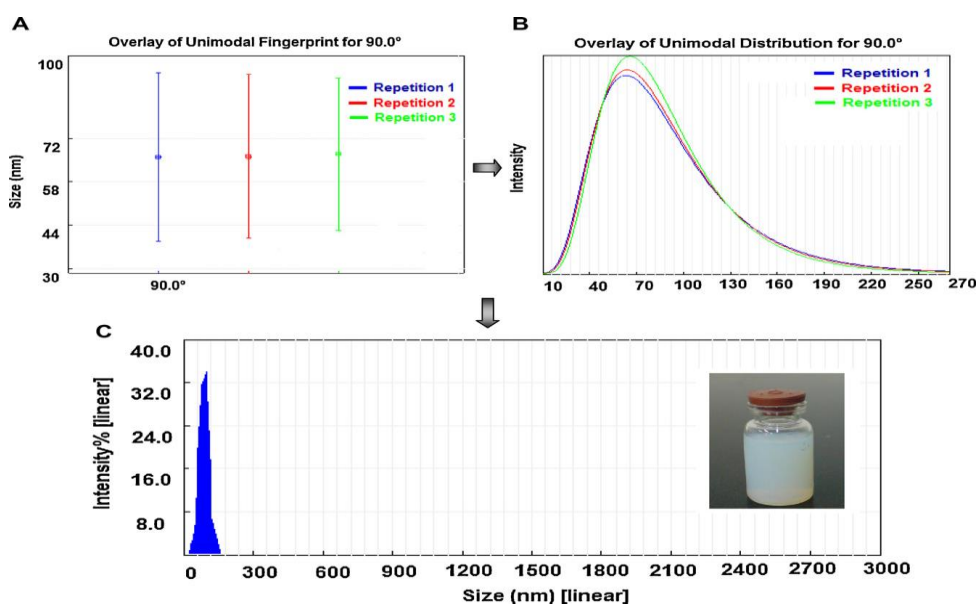 A
Overlay of Unimodal Fingerprint for 90.0°
Size (nm)
100
72
58
44
30
90.0°
Repetition 1
Repetition 2
Repetition 3
B
Overlay of Unimodal Distribution for 90.0°
Intensity
Repetition 1
Repetition 2
Repetition 3
10 40 70 100 130 160 190 220 250 270
C
Intensity% [linear]
40.0
32.0
24.0
16.0
8.0
0 300 600 900 1200 1500 1800 2100 2400 2700 3000
Size (nm) [linear]